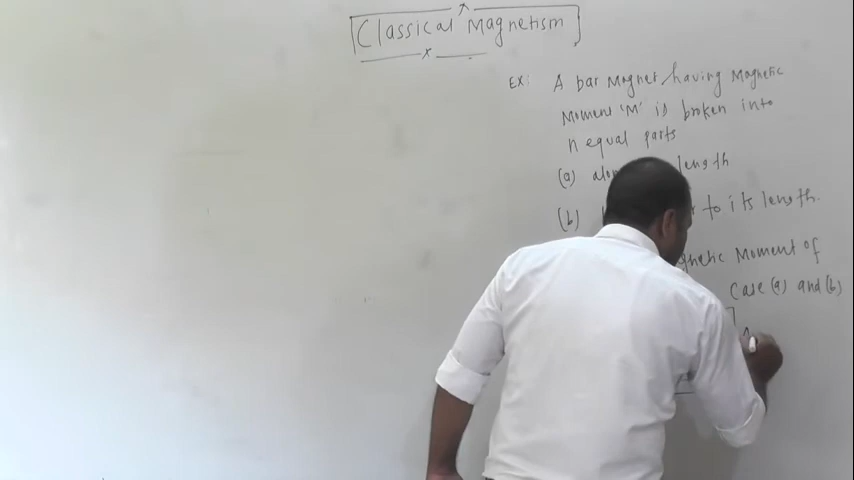 Classical Magnetism
Ex: A bar Magnet having Magnetic
Moment 'M' is broken into
n equal parts
(a) length
(b) to its length.
Moment of
Case (a) and (b)